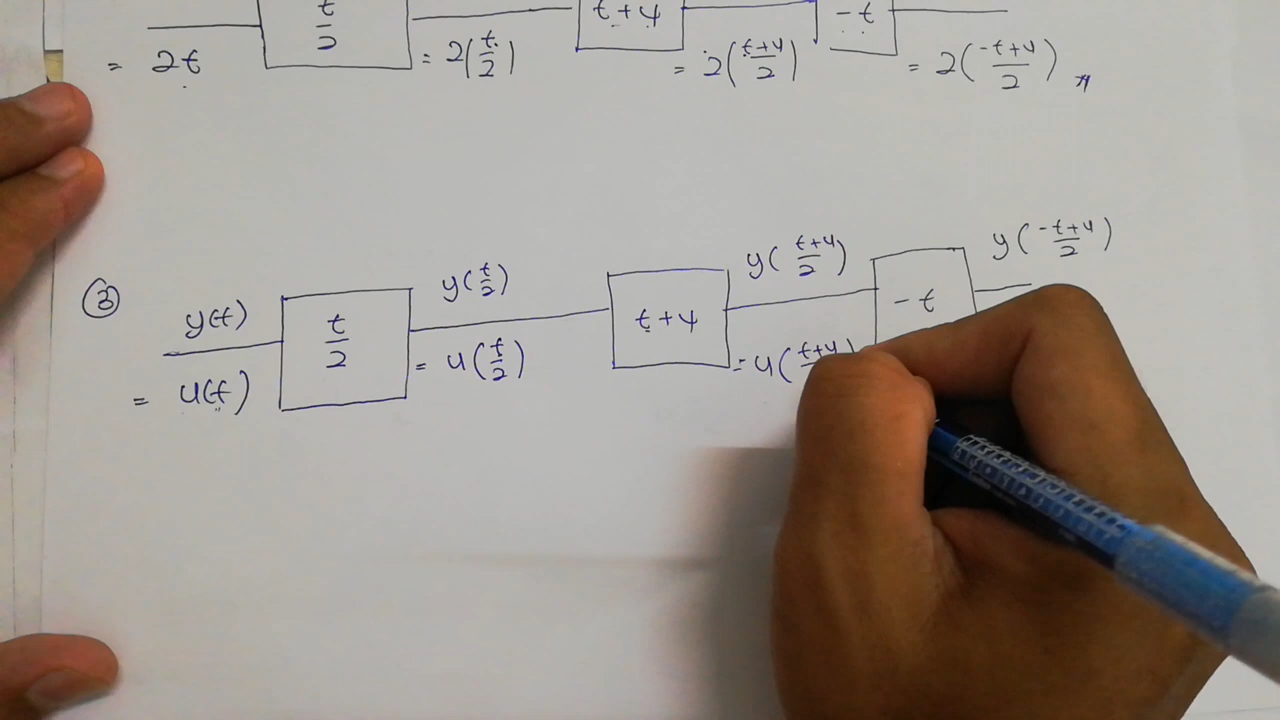 t/2 t+4 -t
= 2t = 2(t/2) = 2(t+4/2) = 2(-t+4/2)
③ y(t) t/2 y(t/2) t+4 y(t+4/2) -t y(-t+4/2)
= u(t) = u(t/2) = u(t+4